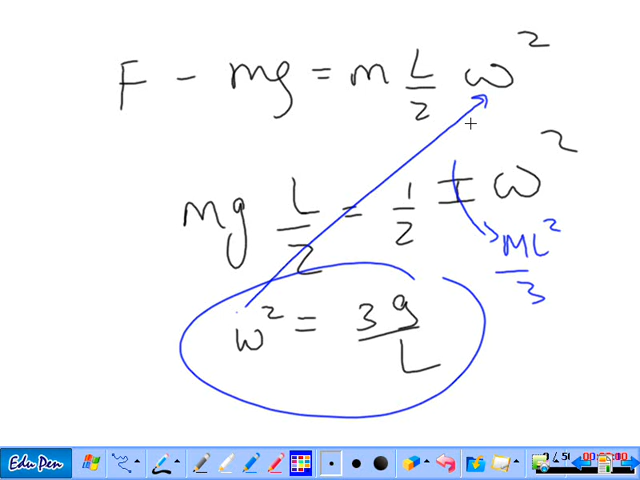 F - mg = m L/2 ω²
mg L/2 = 1/2 I ω²
ML²/3
ω² = 3g/L
Edu Pen